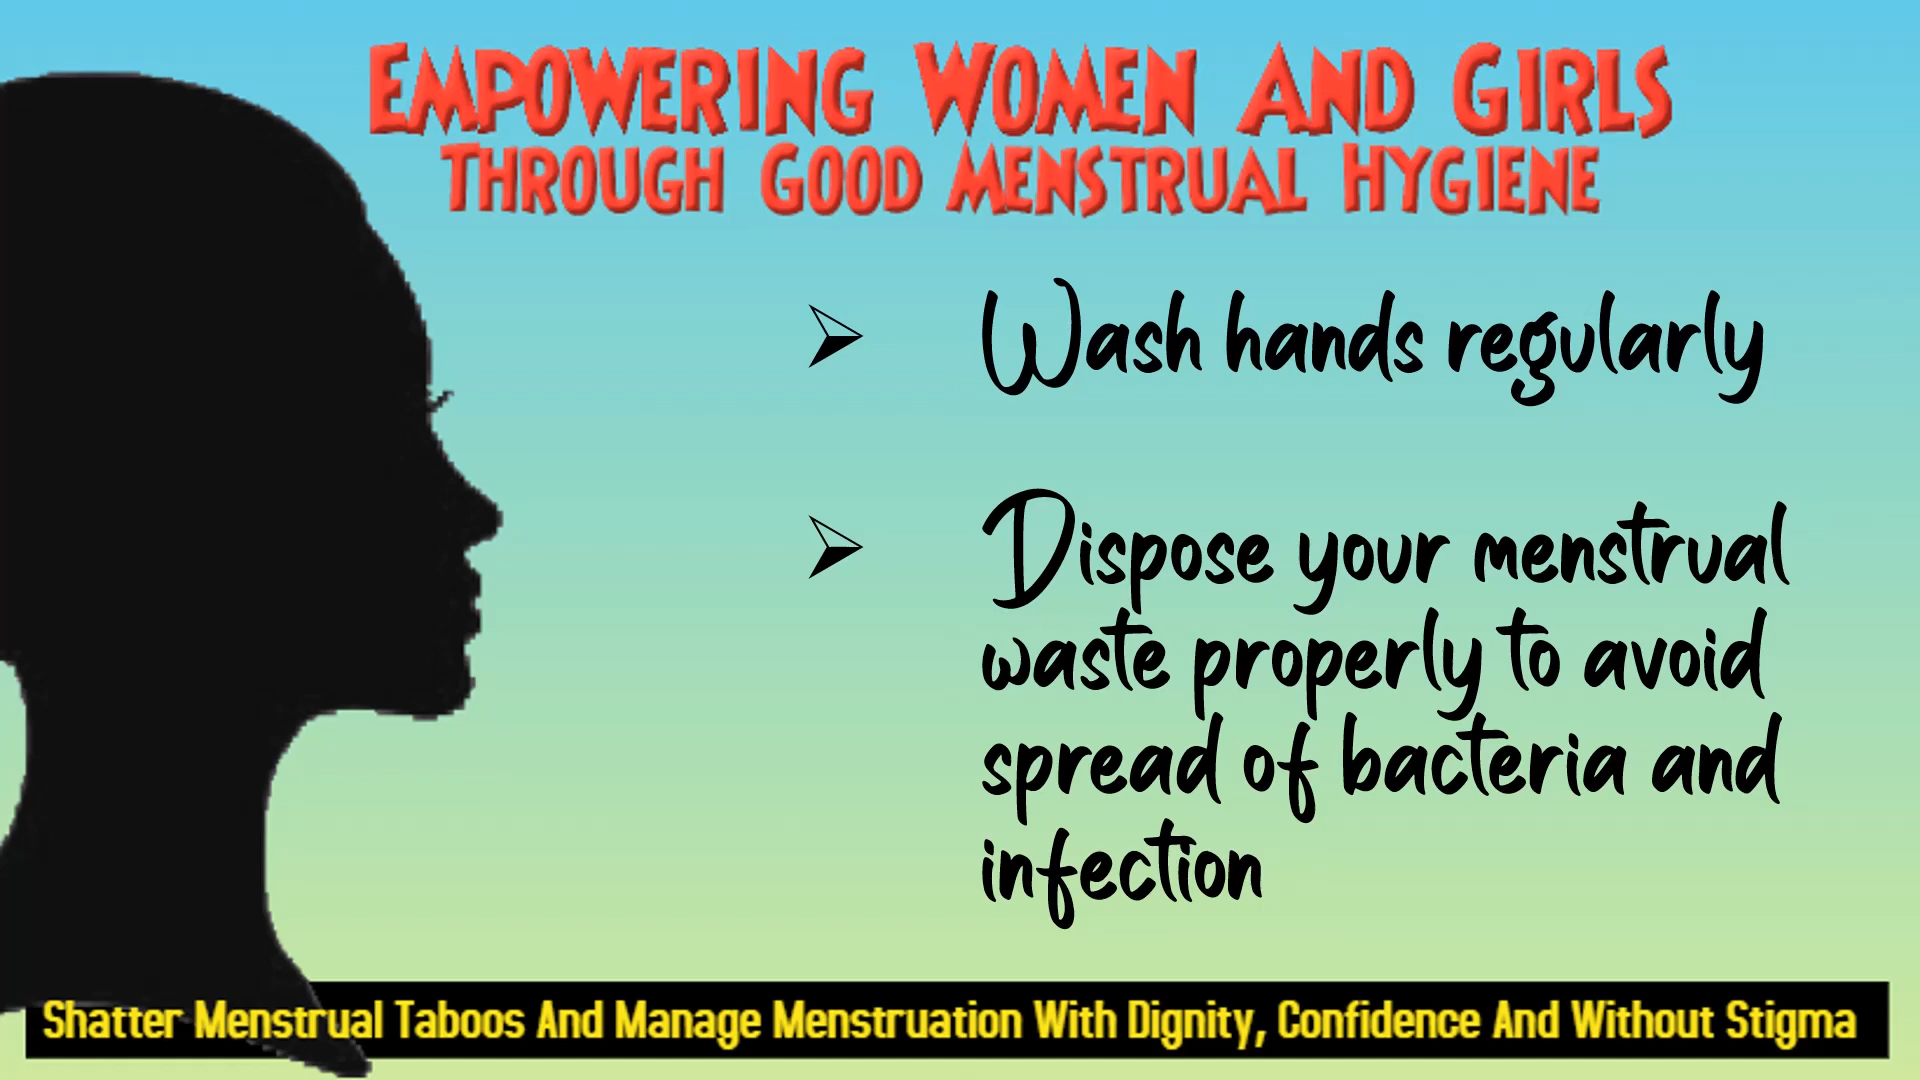 Empowering Women And Girls
Through Good Menstrual Hygiene
➢ Wash hands regularly
➢ Dispose your menstrual
waste properly to avoid
spread of bacteria and
infection
Shatter Menstrual Taboos And Manage Menstruation With Dignity, Confidence And Without Stigma